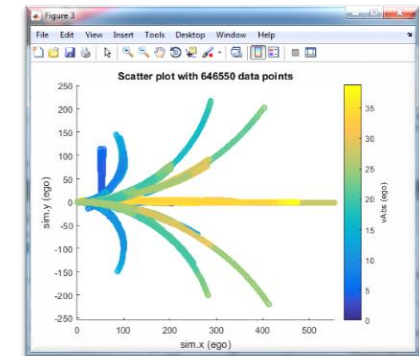 Figure 3
File Edit View Insert Tools Desktop Window Help
Scatter plot with 646550 data points
250
200
150
100
50
0
-50
-100
-150
-200
-250
0 100 200 300 400 500
sim.x (ego)
sim.y (ego)
35
30
25
20
15
10
5
0
vAbs (ego)